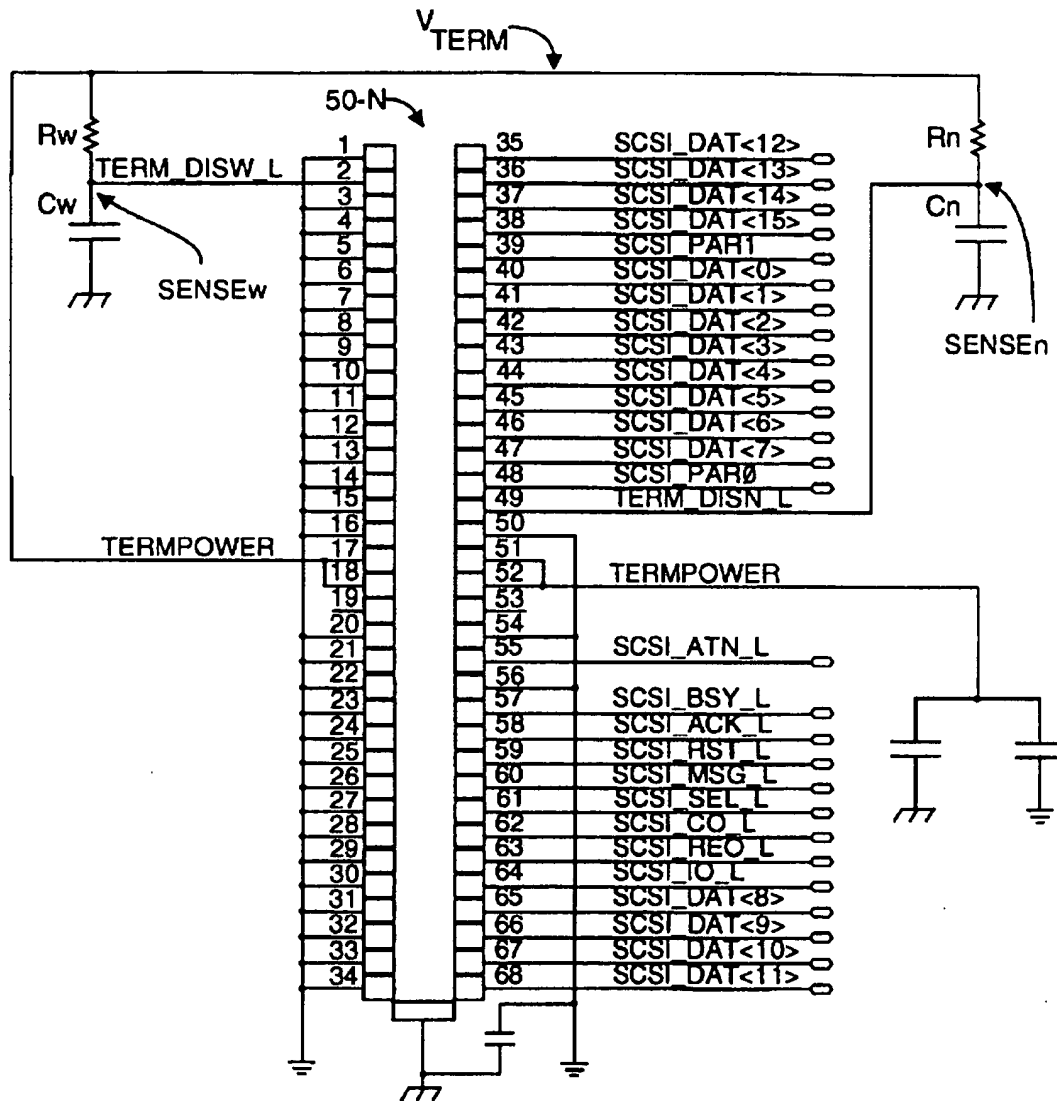 V TERM
50-N
Rw
Rn
TERM_DISW_L
Cw
Cn
SENSEw
SENSEn
1
2
3
4
5
6
7
8
9
10
11
12
13
14
15
16
17
TERMPOWER
18
19
20
21
22
23
24
25
26
27
28
29
30
31
32
33
34
35 SCSI_DAT<12>
36 SCSI_DAT<13>
37 SCSI_DAT<14>
38 SCSI_DAT<15>
39 SCSI_PAR1
40 SCSI_DAT<0>
41 SCSI_DAT<1>
42 SCSI_DAT<2>
43 SCSI_DAT<3>
44 SCSI_DAT<4>
45 SCSI_DAT<5>
46 SCSI_DAT<6>
47 SCSI_DAT<7>
48 SCSI_PARØ
49 TERM_DISN_L
50
51
52 TERMPOWER
53
54
55 SCSI_ATN_L
56
57 SCSI_BSY_L
58 SCSI_ACK_L
59 SCSI_RST_L
60 SCSI_MSG_L
61 SCSI_SEL_L
62 SCSI_CO_L
63 SCSI_REO_L
64 SCSI_IO_L
65 SCSI_DAT<8>
66 SCSI_DAT<9>
67 SCSI_DAT<10>
68 SCSI_DAT<11>